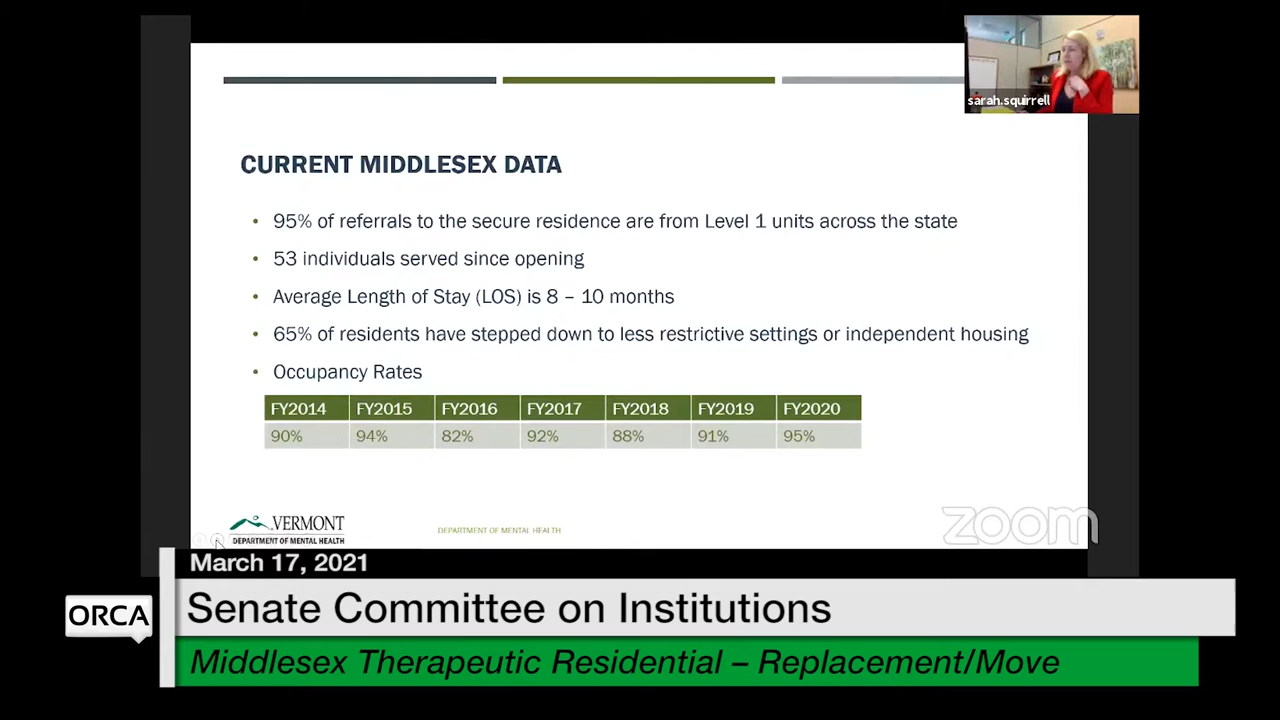 sarah.squirrell
CURRENT MIDDLESEX DATA
• 95% of referrals to the secure residence are from Level 1 units across the state
• 53 individuals served since opening
• Average Length of Stay (LOS) is 8 – 10 months
• 65% of residents have stepped down to less restrictive settings or independent housing
• Occupancy Rates
FY2014 FY2015 FY2016 FY2017 FY2018 FY2019 FY2020
90% 94% 82% 92% 88% 91% 95%
VERMONT
DEPARTMENT OF MENTAL HEALTH
DEPARTMENT OF MENTAL HEALTH
zoom
March 17, 2021
ORCA
Senate Committee on Institutions
Middlesex Therapeutic Residential – Replacement/Move